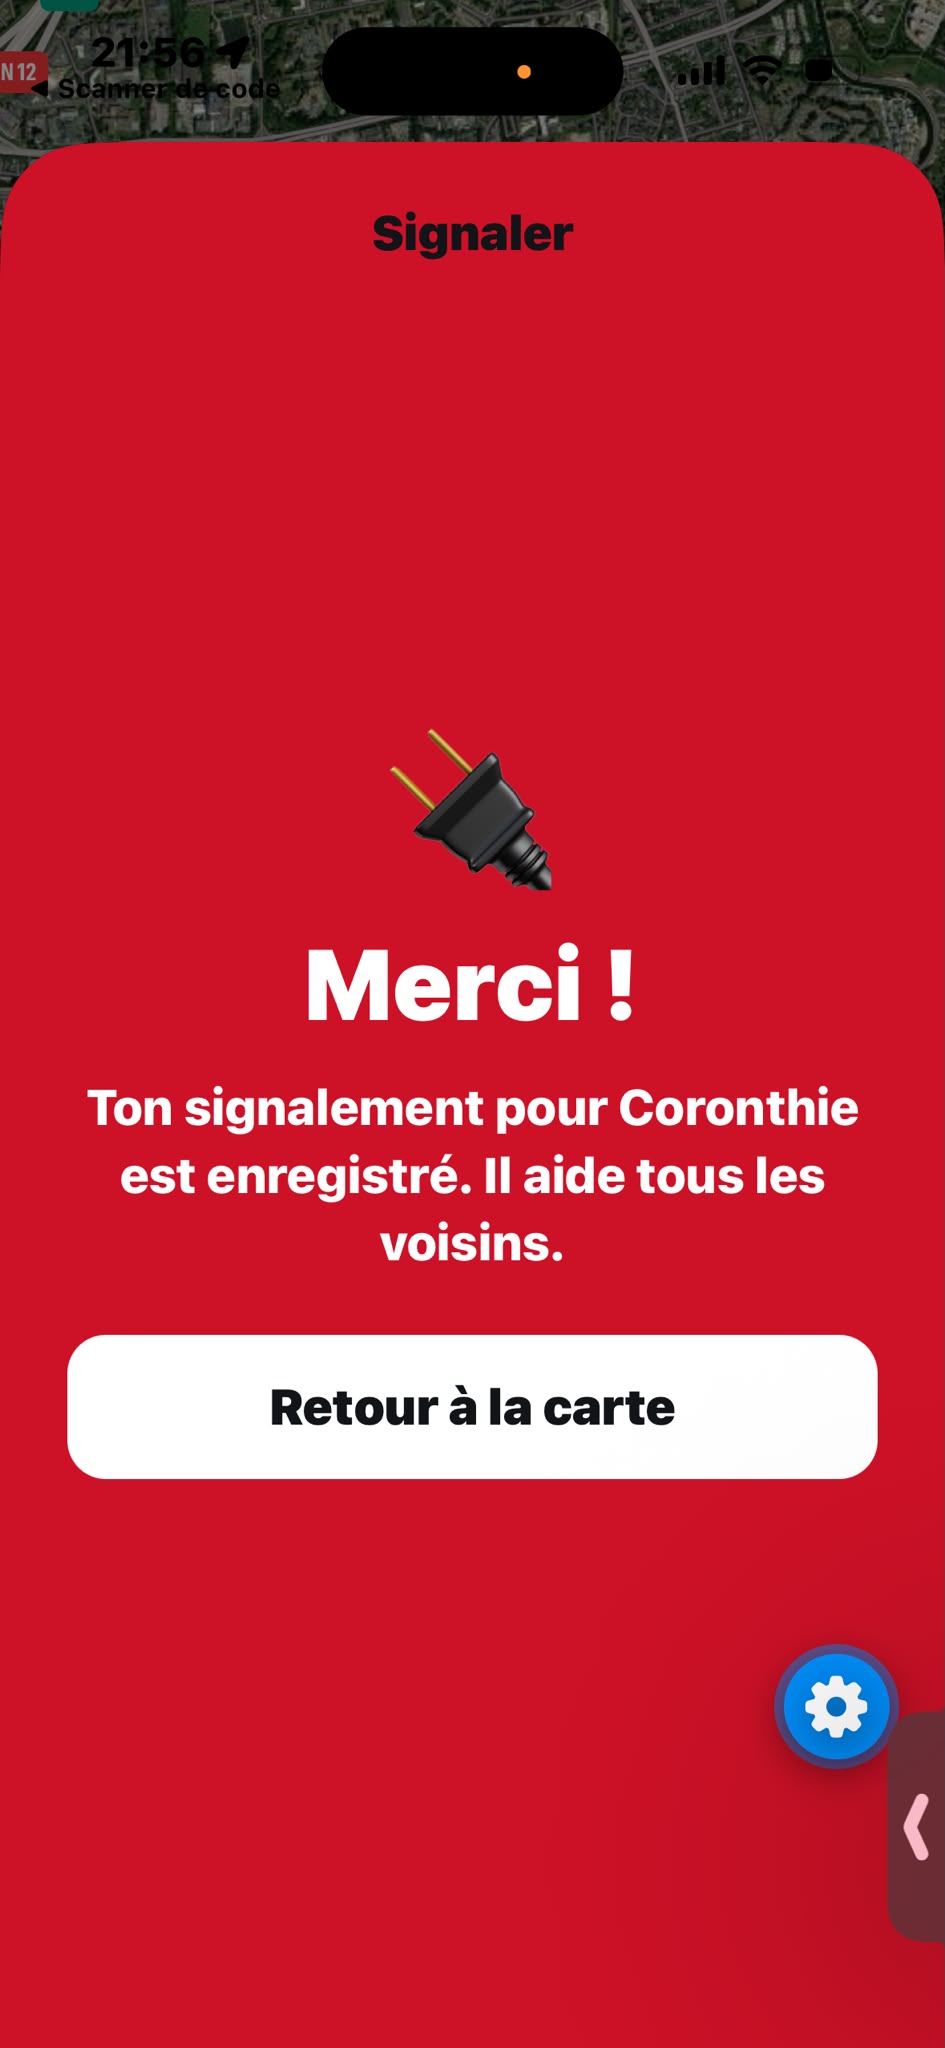 21:56
N 12
Scanner de code
Signaler
Merci !
Ton signalement pour Coronthie
est enregistré. Il aide tous les
voisins.
Retour à la carte